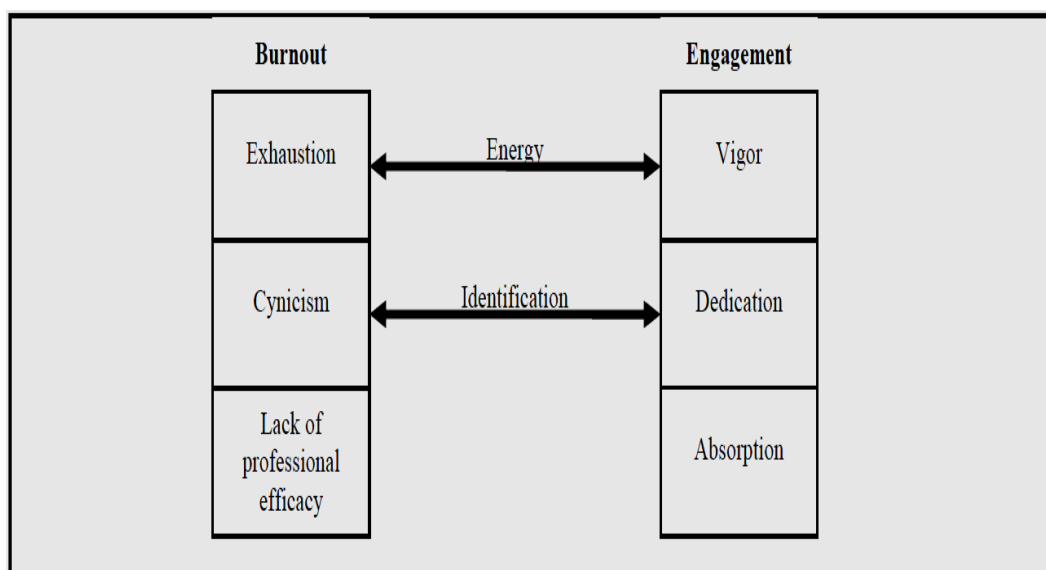 Burnout
Engagement
Exhaustion
Energy
Vigor
Cynicism
Identification
Dedication
Lack of
professional
efficacy
Absorption